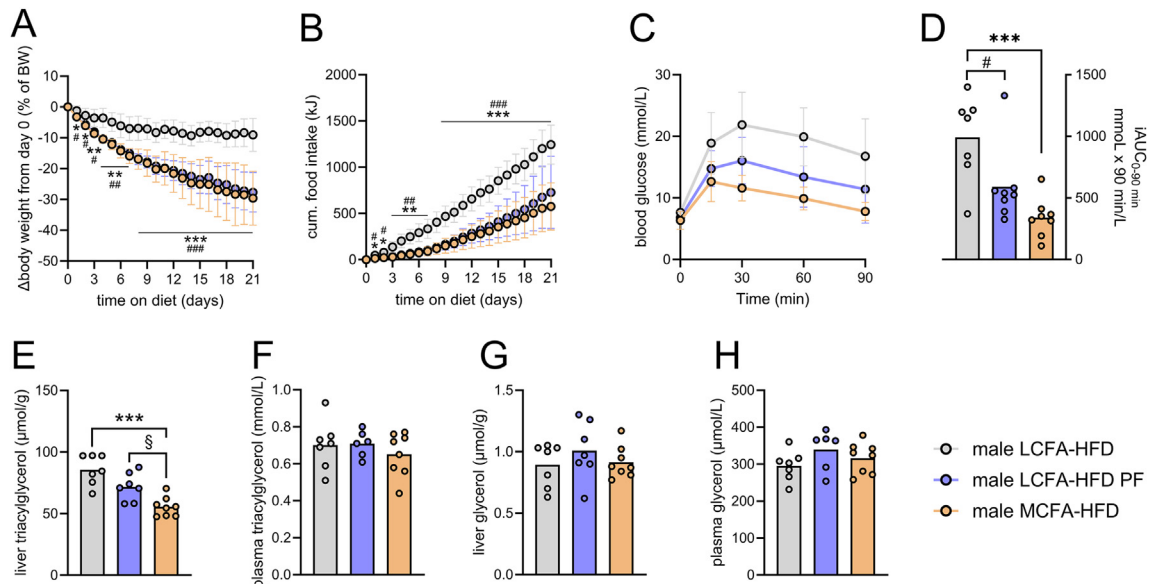 A
Δbody weight from day 0 (% of BW)
10
0
-10
-20
-30
-40
-50
*
#
*
#
**
#
**
##
***
###
0 3 6 9 12 15 18 21
time on diet (days)
B
cum. food intake (kJ)
2000
1500
1000
500
0
#
*
#
*
##
**
###
***
0 3 6 9 12 15 18 21
time on diet (days)
C
blood glucose (mmol/L)
30
20
10
0
0 30 60 90
Time (min)
D
***
#
1500
1000
500
0
iAUC0-90 min
mmoL x 90 min/L
E
liver triacylglycerol (µmol/g)
150
100
50
0
***
§
F
plasma triacylglycerol (mmol/L)
1.0
0.8
0.6
0.4
0.2
0.0
G
liver glycerol (µmol/g)
1.5
1.0
0.5
0.0
H
plasma glycerol (µmol/L)
500
400
300
200
100
0
male LCFA-HFD
male LCFA-HFD PF
male MCFA-HFD